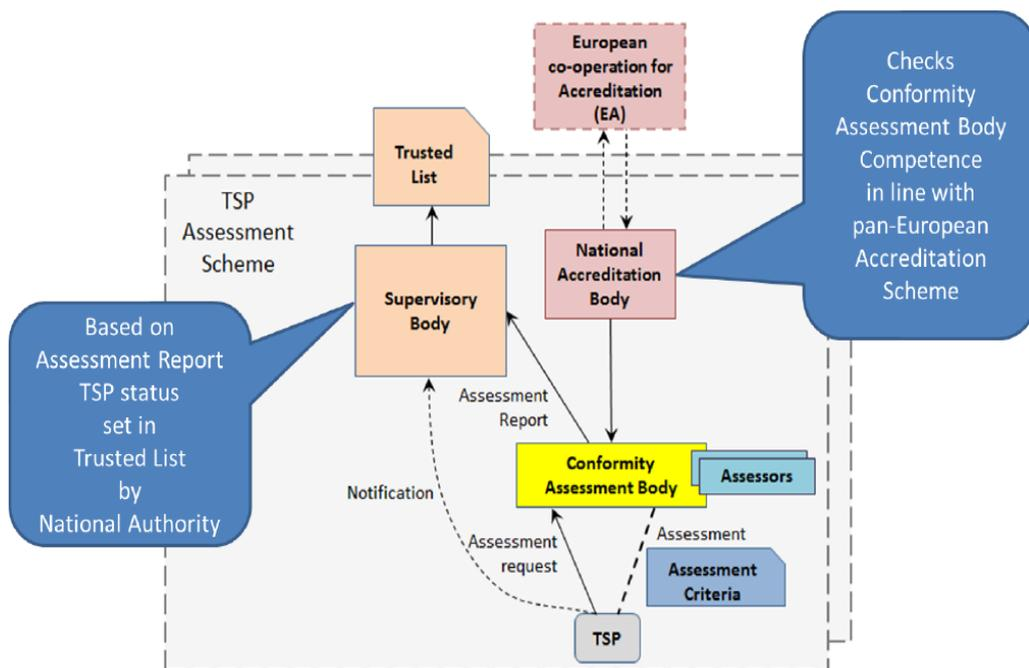 European
co-operation for
Accreditation
(EA)
Checks
Conformity
Assessment Body
Competence
in line with
pan-European
Accreditation
Scheme
Trusted
List
TSP
Assessment
Scheme
National
Accreditation
Body
Supervisory
Body
Based on
Assessment Report
TSP status
set in
Trusted List
by
National Authority
Assessment
Report
Conformity
Assessment Body
Assessors
Notification
Assessment
request
Assessment
Assessment
Criteria
TSP